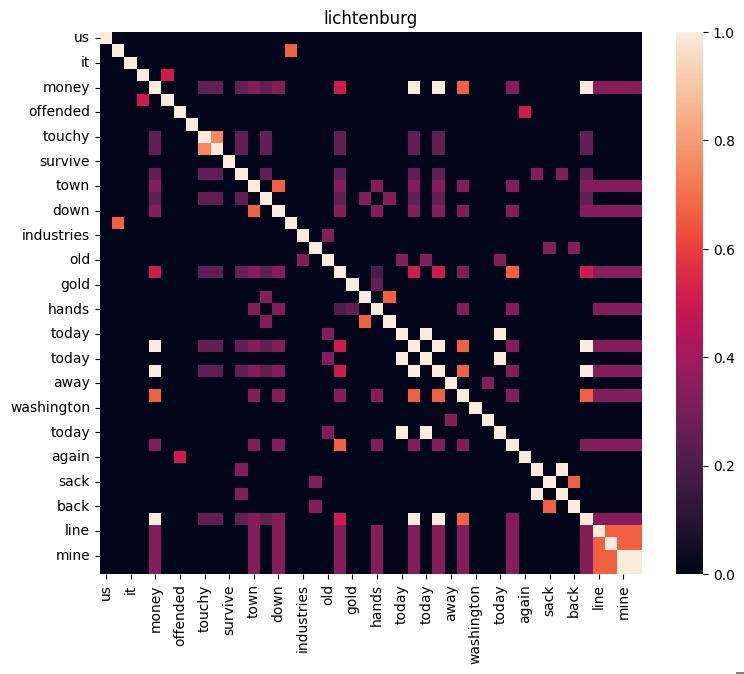 lichtenburg
us
it
money
offended
touchy
survive
town
down
industries
old
gold
hands
today
today
away
washington
today
again
sack
back
line
mine
1.0
0.8
0.6
0.4
0.2
0.0
us
it
money
offended
touchy
survive
town
down
industries
old
gold
hands
today
today
away
washington
today
again
sack
back
line
mine